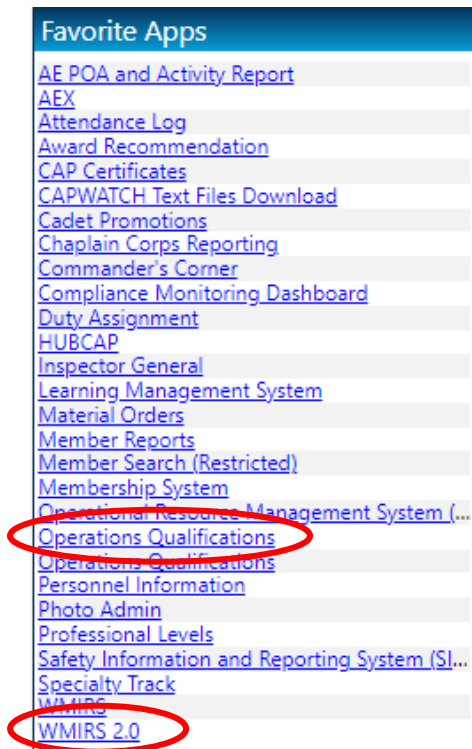 Favorite Apps
AE POA and Activity Report
AEX
Attendance Log
Award Recommendation
CAP Certificates
CAPWATCH Text Files Download
Cadet Promotions
Chaplain Corps Reporting
Commander's Corner
Compliance Monitoring Dashboard
Duty Assignment
HUBCAP
Inspector General
Learning Management System
Material Orders
Member Reports
Member Search (Restricted)
Membership System
Operational Resource Management System (...
Operations Qualifications
Operations Qualifications
Personnel Information
Photo Admin
Professional Levels
Safety Information and Reporting System (SI...
Specialty Track
WMIRS
WMIRS 2.0